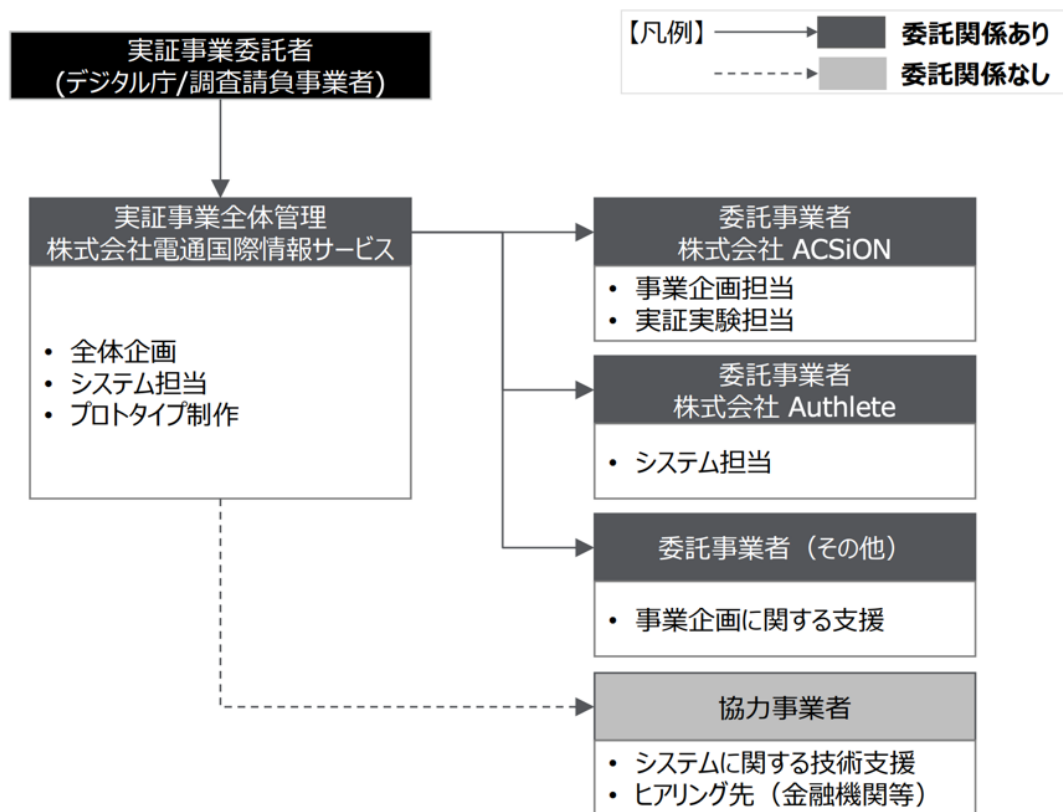 【凡例】
委託関係あり
委託関係なし
実証事業委託者
(デジタル庁/調査請負事業者)
実証事業全体管理
株式会社電通国際情報サービス
• 全体企画
• システム担当
• プロトタイプ制作
委託事業者
株式会社 ACSiON
• 事業企画担当
• 実証実験担当
委託事業者
株式会社 Authlete
• システム担当
委託事業者（その他）
• 事業企画に関する支援
協力事業者
• システムに関する技術支援
• ヒアリング先（金融機関等）